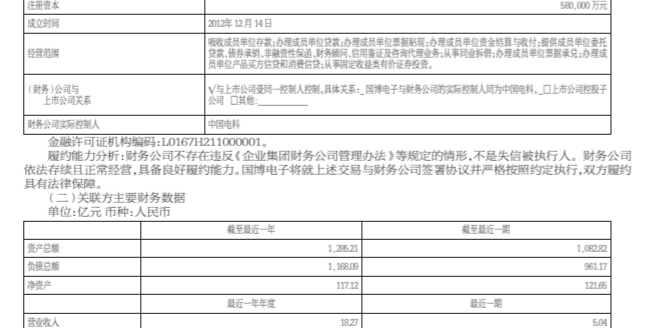 注册资本 580,000 万元
成立时间 2012年 12 月 14日
经营范围 吸收成员单位存款;办理成员单位贷款;办理成员单位票据贴现;办理成员单位资金结算与收付;提供成员单位委托
贷款、债券承销、非融资性保函、财务顾问、信用鉴证及咨询代理业务;从事同业拆借;办理成员单位票据承兑;办理成
员单位产品买方信贷和消费信贷;从事固定收益类有价证券投资。
(财务)公司与 √与上市公司受同一控制人控制,具体关系:_国博电子与财务公司的实际控制人同为中国电科。_□上市公司控股子
上市公司关系 公司 □其他:____________
财务公司实际控制人 中国电科
金融许可证机构编码:L0167H211000001。
履约能力分析:财务公司不存在违反《企业集团财务公司管理办法》等规定的情形,不是失信被执行人。财务公司
依法存续且正常经营,具备良好履约能力。国博电子将就上述交易与财务公司签署协议并严格按照约定执行,双方履约
具有法律保障。
(二)关联方主要财务数据
单位:亿元 币种:人民币
截至最近一年 截至最近一期
资产总额 1,285.21 1,082.82
负债总额 1,168.09 961.17
净资产 117.12 121.65
最近一年年度 最近一期
营业收入 18.27 5.04